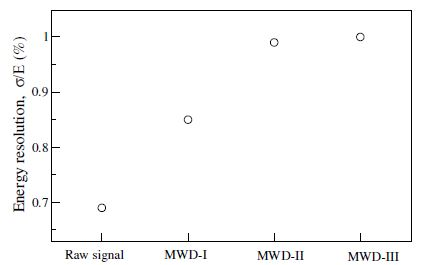 Energy resolution, σ/E (%)
1
0.9
0.8
0.7
Raw signal MWD-I MWD-II MWD-III